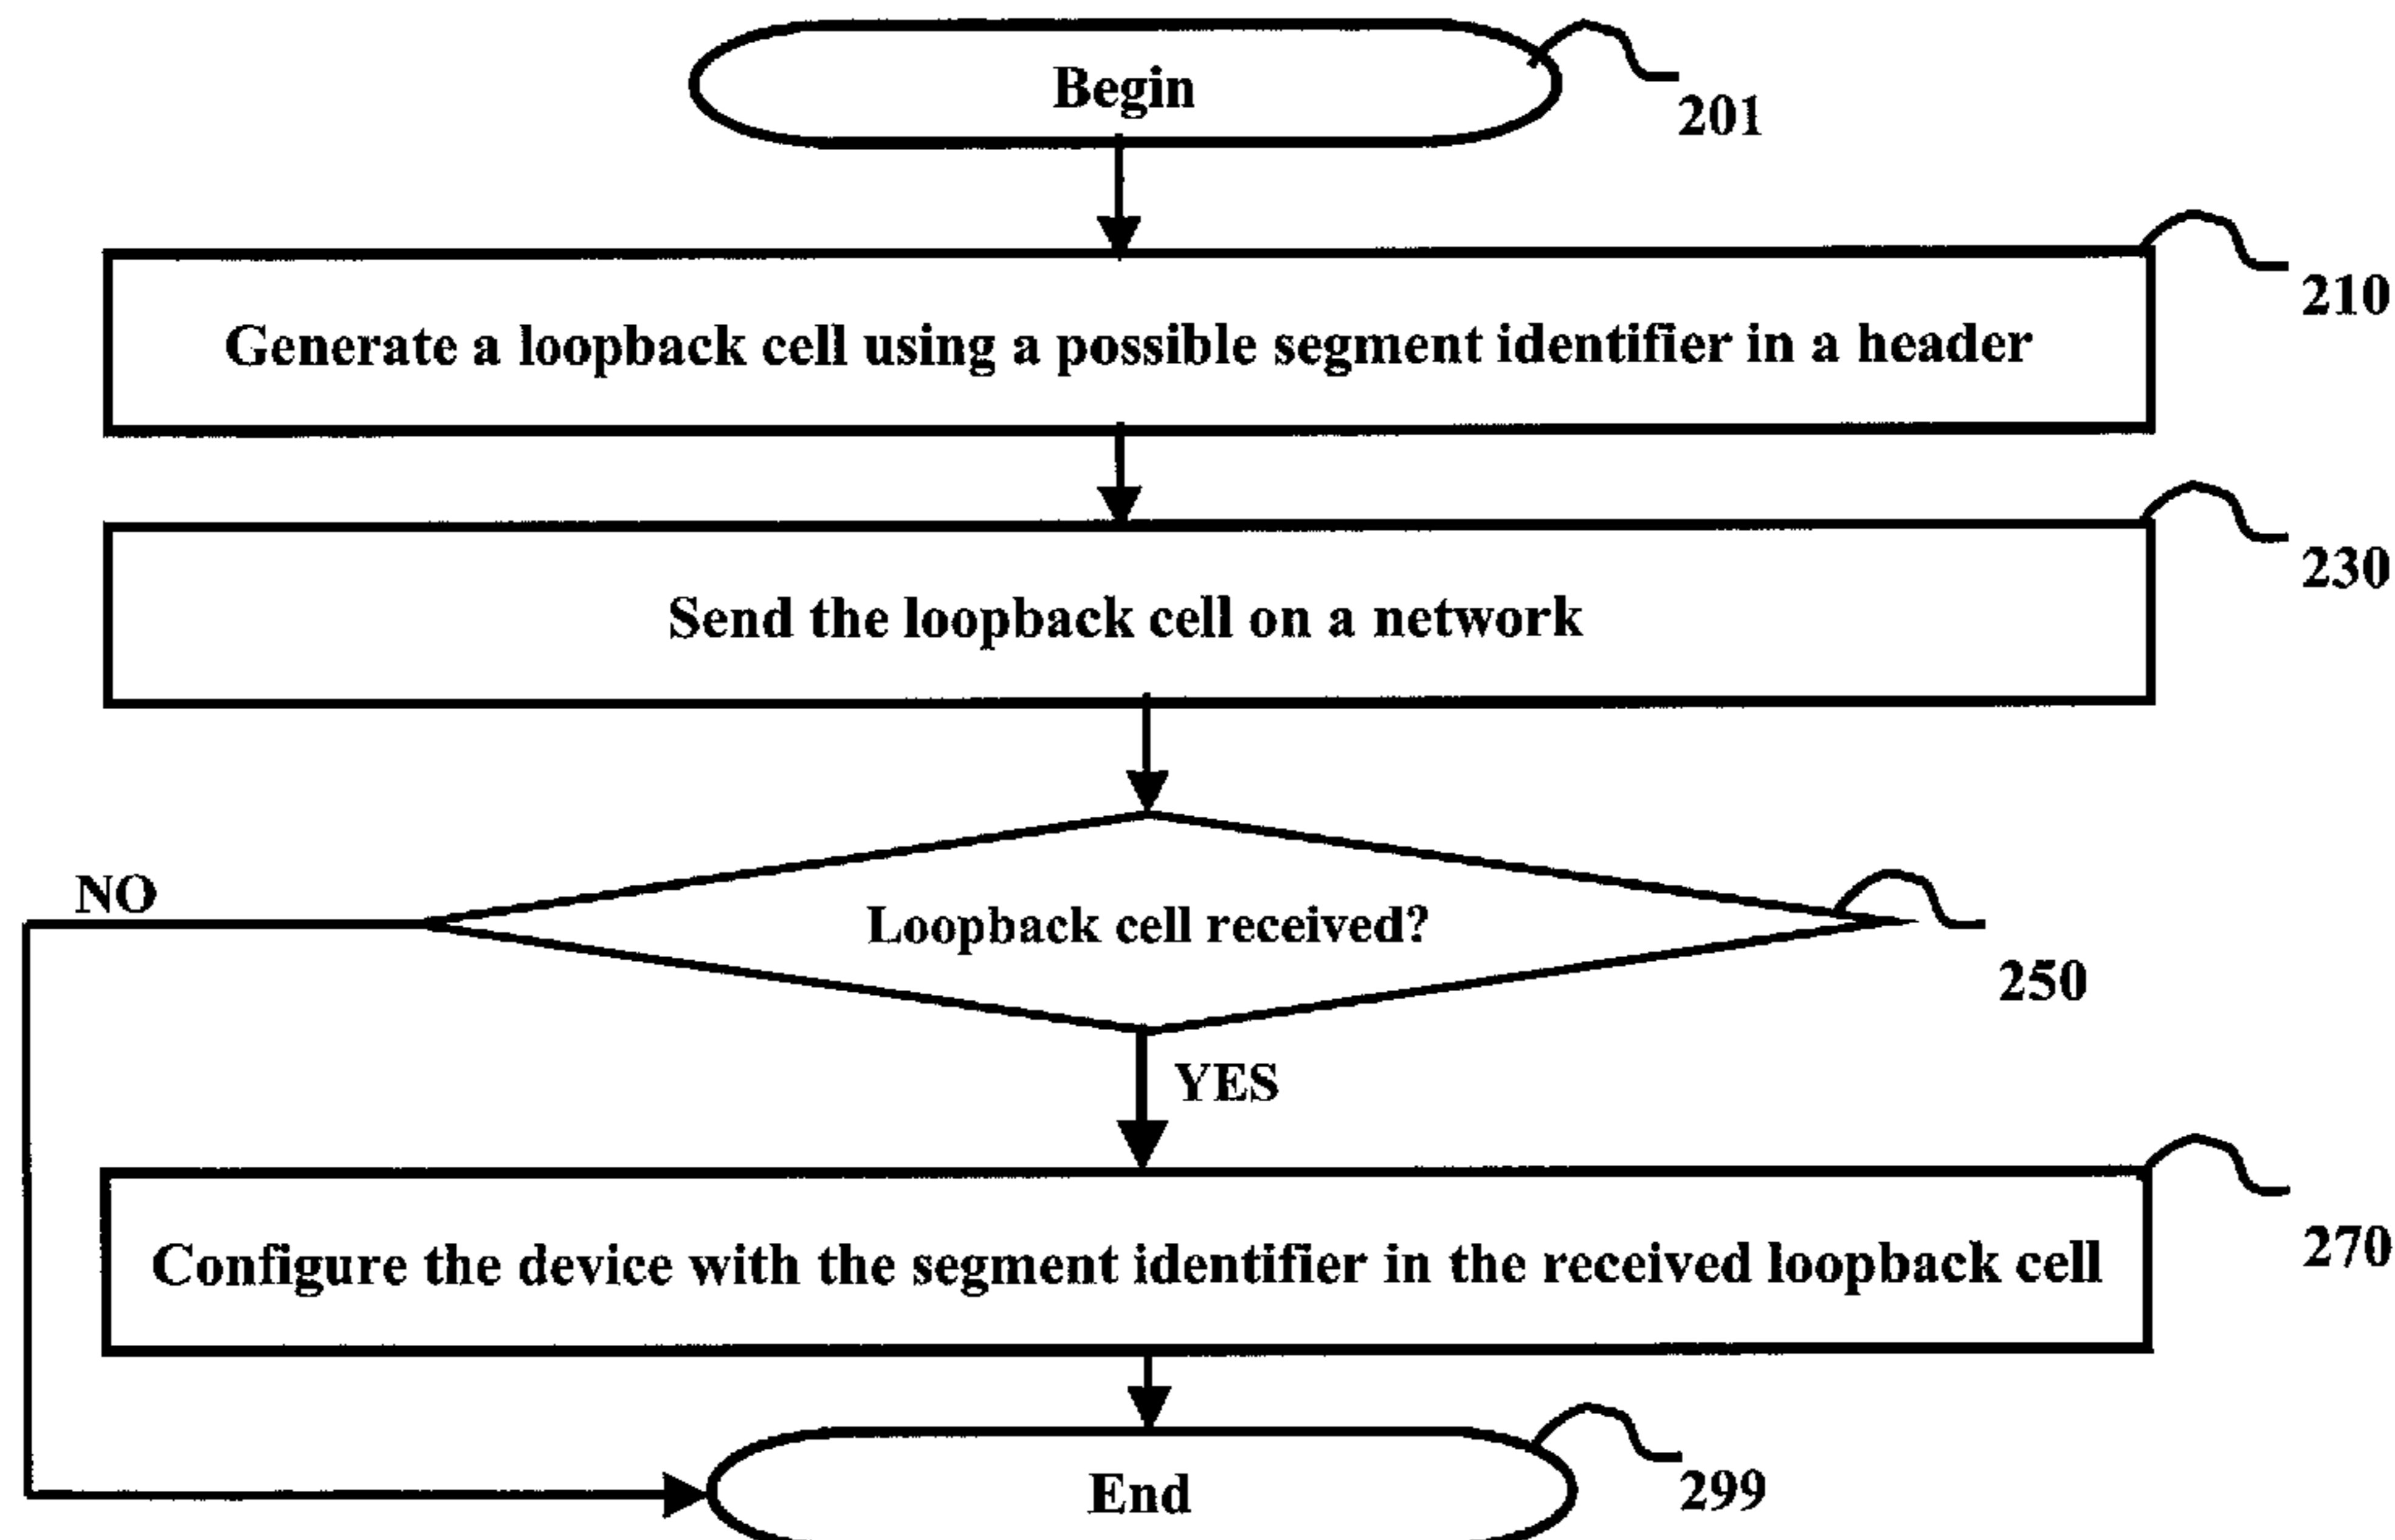 Begin
201
210
Generate a loopback cell using a possible segment identifier in a header
230
Send the loopback cell on a network
NO
Loopback cell received?
250
YES
270
Configure the device with the segment identifier in the received loopback cell
End
299